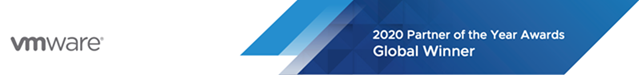 vmware®
2020 Partner of the Year Awards
Global Winner